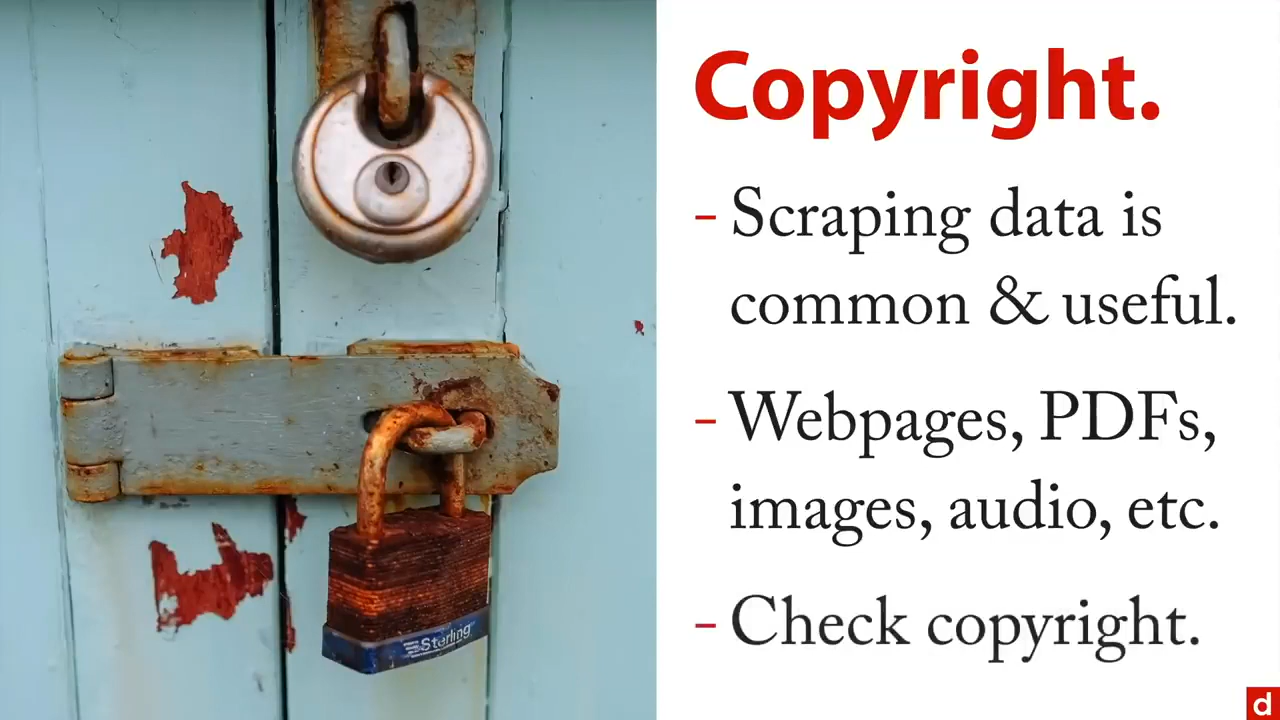 Copyright.
- Scraping data is
common & useful.
- Webpages, PDFs,
images, audio, etc.
- Check copyright.
Sterling
d